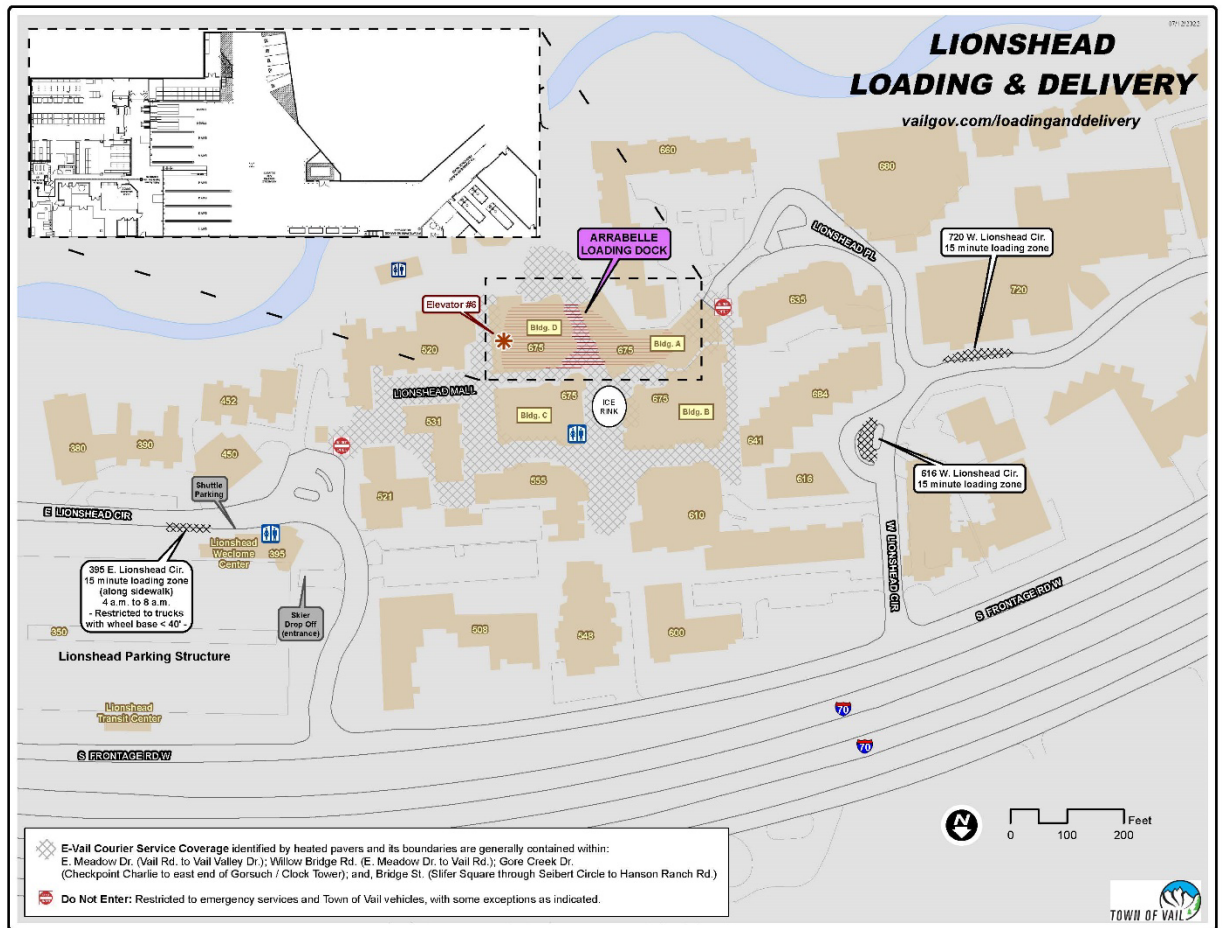 07/12/2022
LIONSHEAD
LOADING & DELIVERY
vailgov.com/loadinganddelivery
660
680
LIONSHEAD PL
ARRABELLE
LOADING DOCK
720 W. Lionshead Cir.
15 minute loading zone
720
Elevator #6
635
Bldg. D
675
675
Bldg. A
520
LIONSHEAD MALL
675
Bldg. C
ICE
RINK
675
Bldg. B
684
452
531
380
390
450
641
616 W. Lionshead Cir.
15 minute loading zone
Shuttle
Parking
521
555
616
E LIONSHEAD CIR
610
W LIONSHEAD CIR
Lionshead
Weclome
Center
395
395 E. Lionshead Cir.
15 minute loading zone
(along sidewalk)
4 a.m. to 8 a.m.
- Restricted to trucks
with wheel base < 40' -
Skier
Drop Off
(entrance)
S FRONTAGE RD W
350
508
548
600
Lionshead Parking Structure
Lionshead
Transit Center
70
70
S FRONTAGE RD W
N
Feet
0 100 200
E-Vail Courier Service Coverage identified by heated pavers and its boundaries are generally contained within:
E. Meadow Dr. (Vail Rd. to Vail Valley Dr.); Willow Bridge Rd. (E. Meadow Dr. to Vail Rd.); Gore Creek Dr.
(Checkpoint Charlie to east end of Gorsuch / Clock Tower); and, Bridge St. (Slifer Square through Seibert Circle to Hanson Ranch Rd.)
Do Not Enter: Restricted to emergency services and Town of Vail vehicles, with some exceptions as indicated.
TOWN OF VAIL